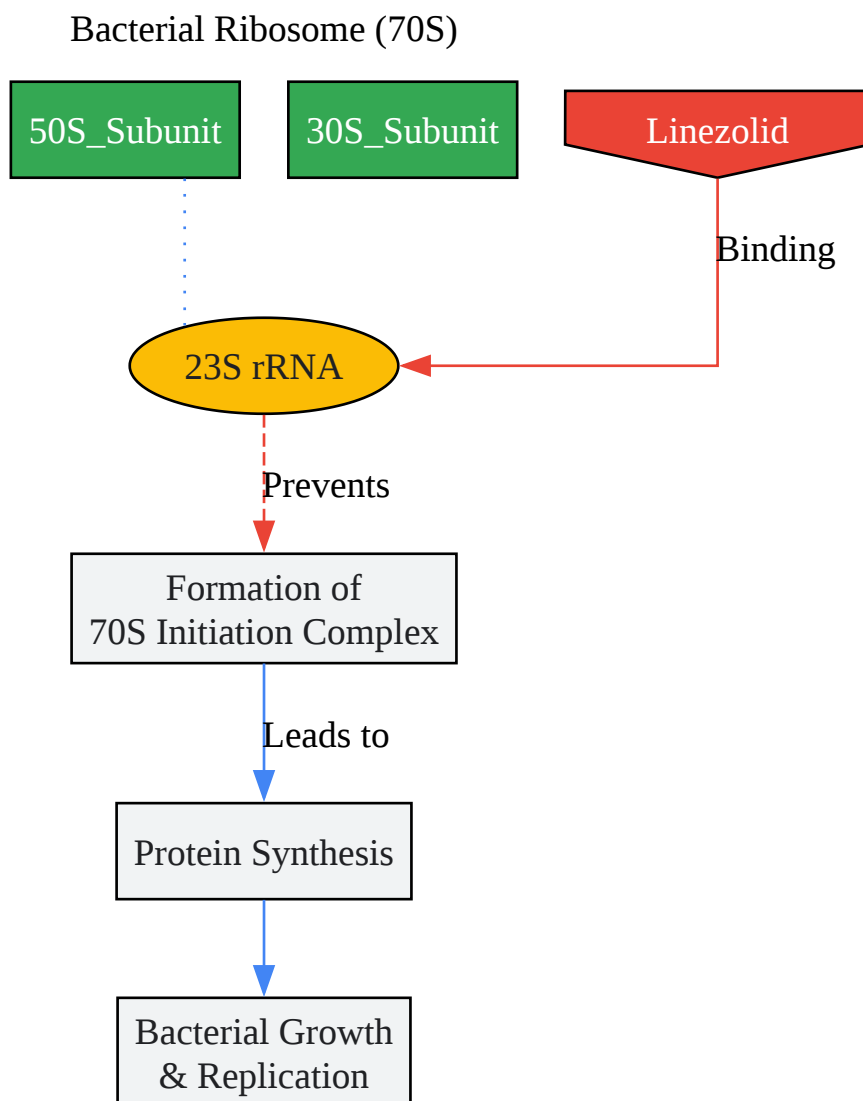 Bacterial Ribosome (70S)
50S_Subunit
30S_Subunit
Linezolid
Binding
23S rRNA
Prevents
Formation of
70S Initiation Complex
Leads to
Protein Synthesis
Bacterial Growth
& Replication